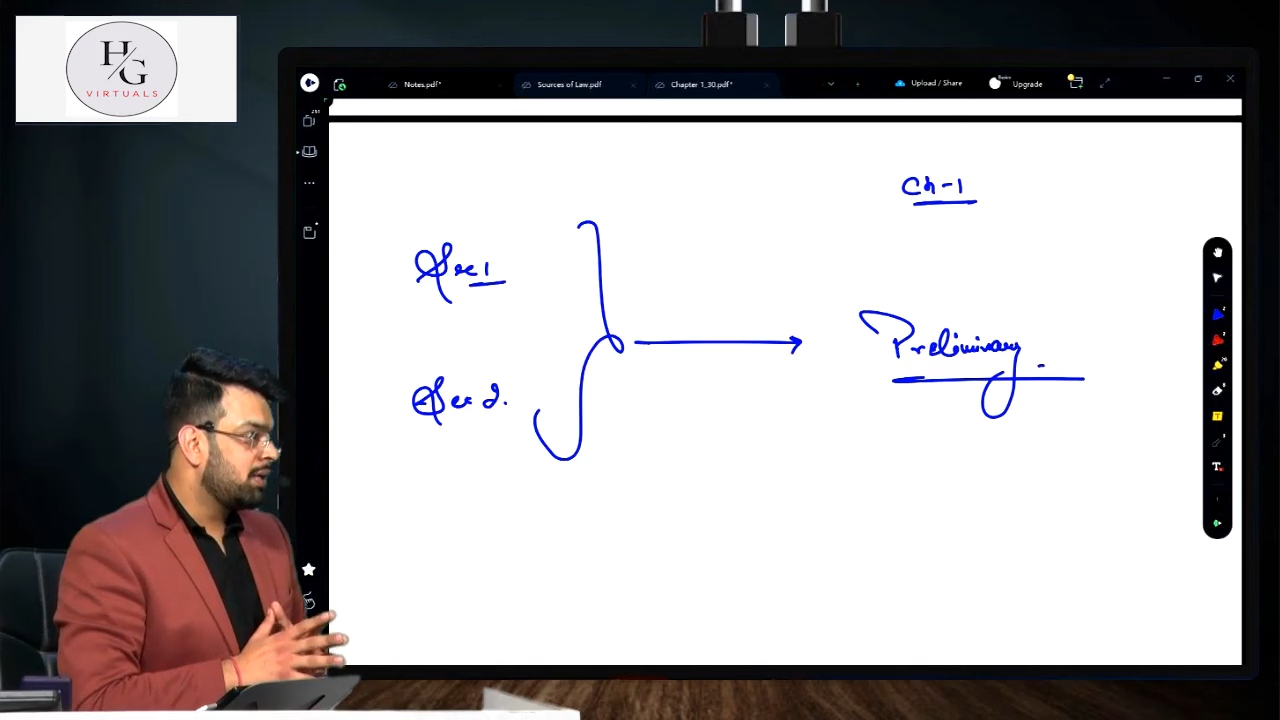 H/G
VIRTUALS
Notes.pdf*
Sources of Law.pdf
Chapter 1_30.pdf*
Upload / Share
Basics
Upgrade
Ch-1
Sec 1
Preliminary.
Sec 2.